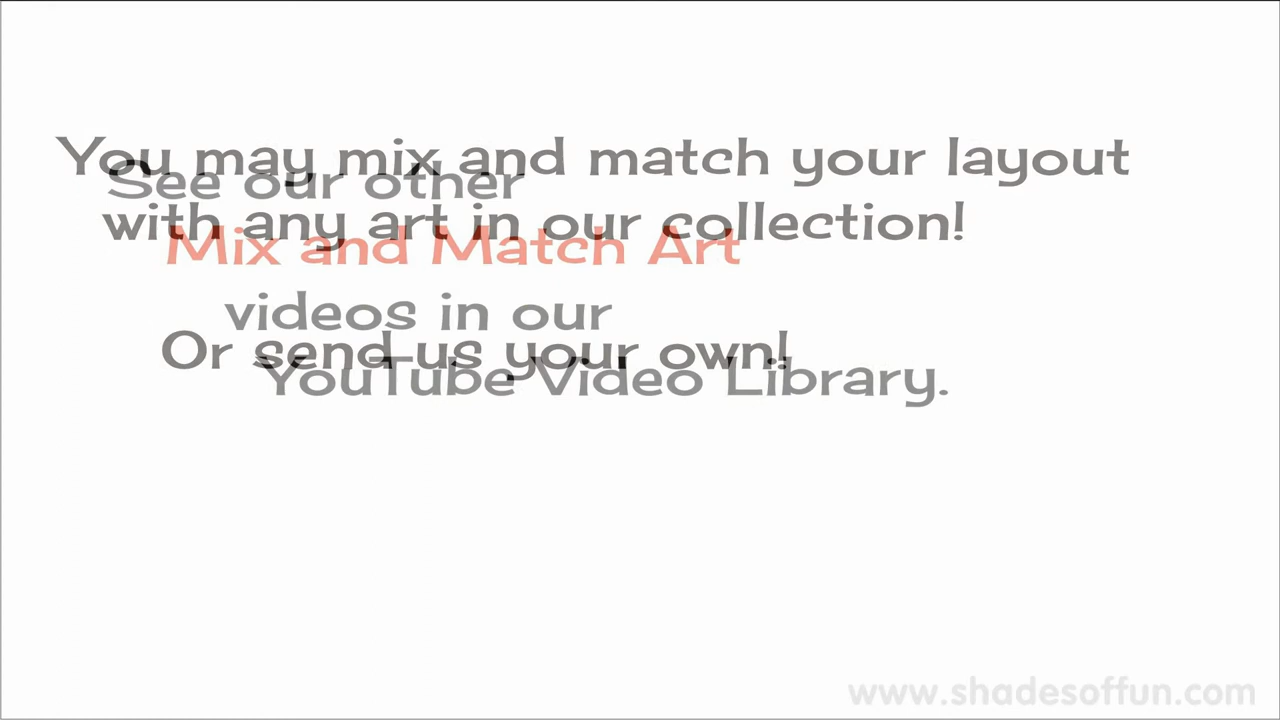 You may mix and match your layout
See our other
with any art in our collection!
Mix and Match Art
videos in our
Or send us your own!
YouTube Video Library.
www.shadesoffun.com